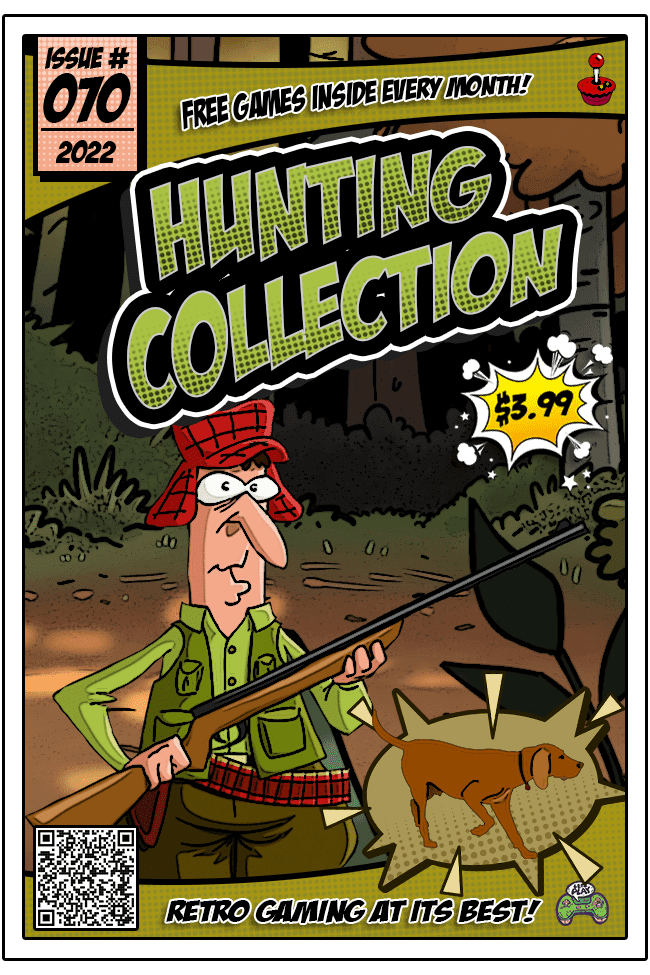 ISSUE #
070
2022
FREE GAMES INSIDE EVERY MONTH!
HUNTING
COLLECTION
$3.99
RETRO GAMING AT ITS BEST!